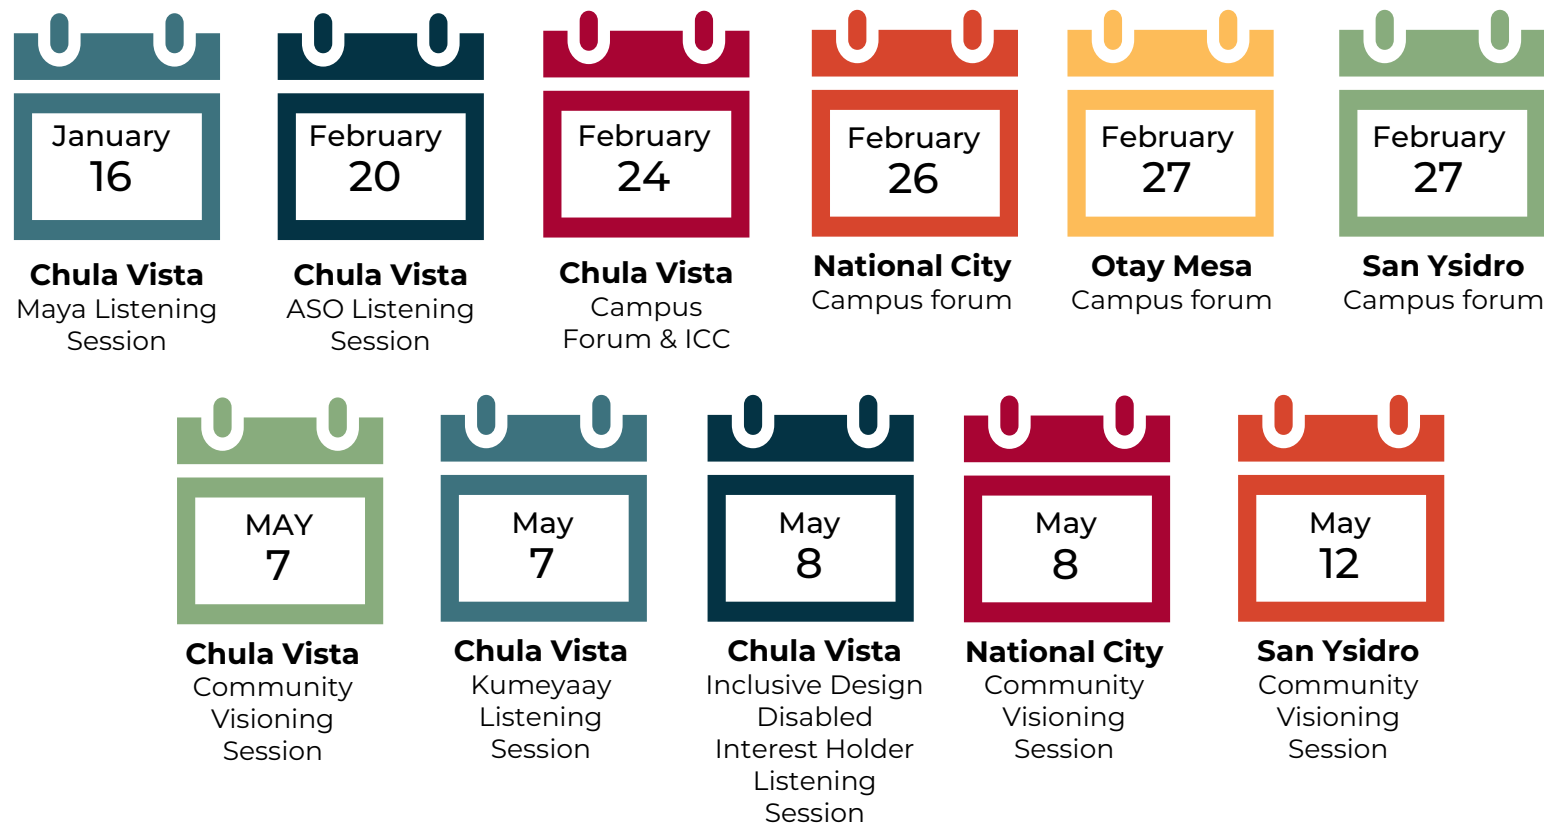 January
16
Chula Vista
Maya Listening
Session
February
20
Chula Vista
ASO Listening
Session
February
24
Chula Vista
Campus
Forum & ICC
February
26
National City
Campus forum
February
27
Otay Mesa
Campus forum
February
27
San Ysidro
Campus forum
MAY
7
Chula Vista
Community
Visioning
Session
May
7
Chula Vista
Kumeyaay
Listening
Session
May
8
Chula Vista
Inclusive Design
Disabled
Interest Holder
Listening
Session
May
8
National City
Community
Visioning
Session
May
12
San Ysidro
Community
Visioning
Session